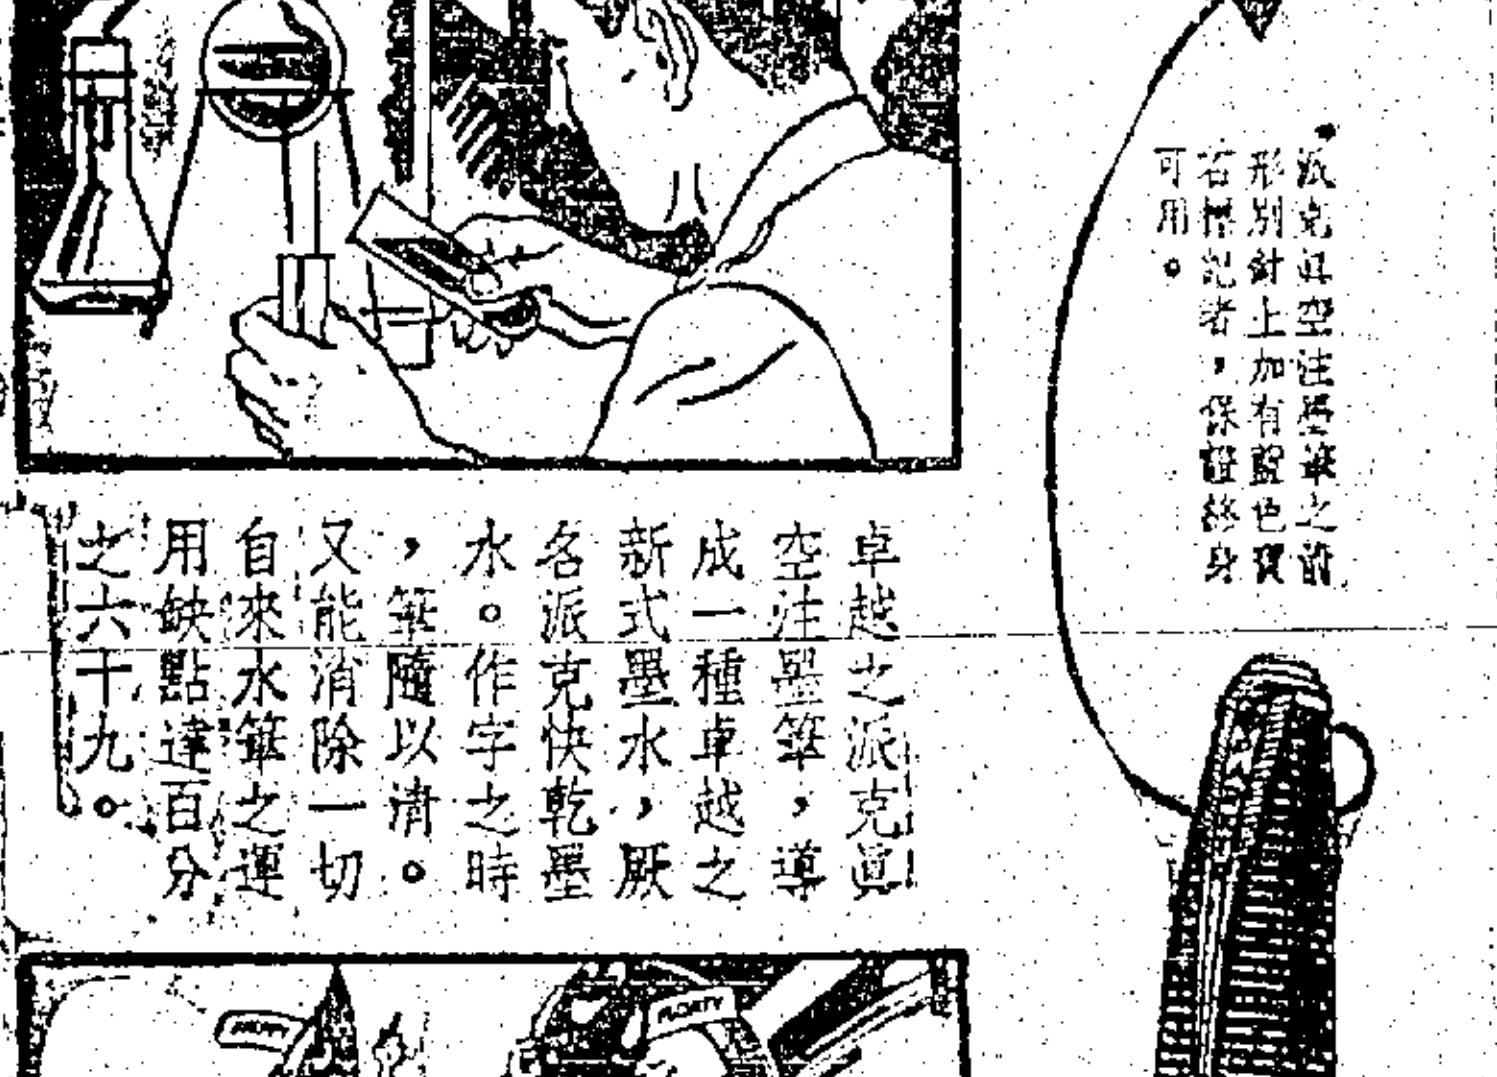 派克眞空注墨筆之箭
形別針上加有藍色寶
石標記者，保證終身
可用。
卓越之派克眞
空注墨筆，導
成一種卓越之
新式墨水，厥
名派克快乾墨
水。作字之時
，筆隨以清。
又能消除一切
自來水筆之運
用缺點達百分
之六十九。